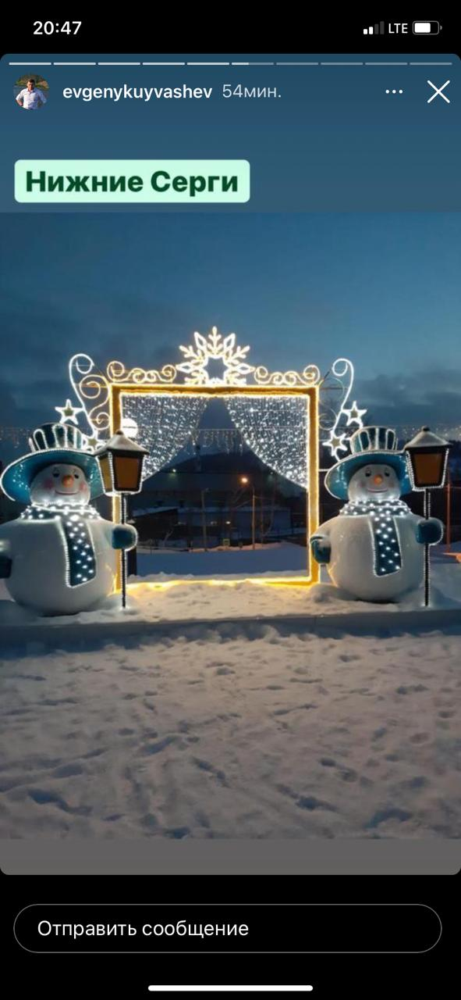 20:47
LTE
evgenykuyvashev 54мин.
Нижние Серги
Отправить сообщение